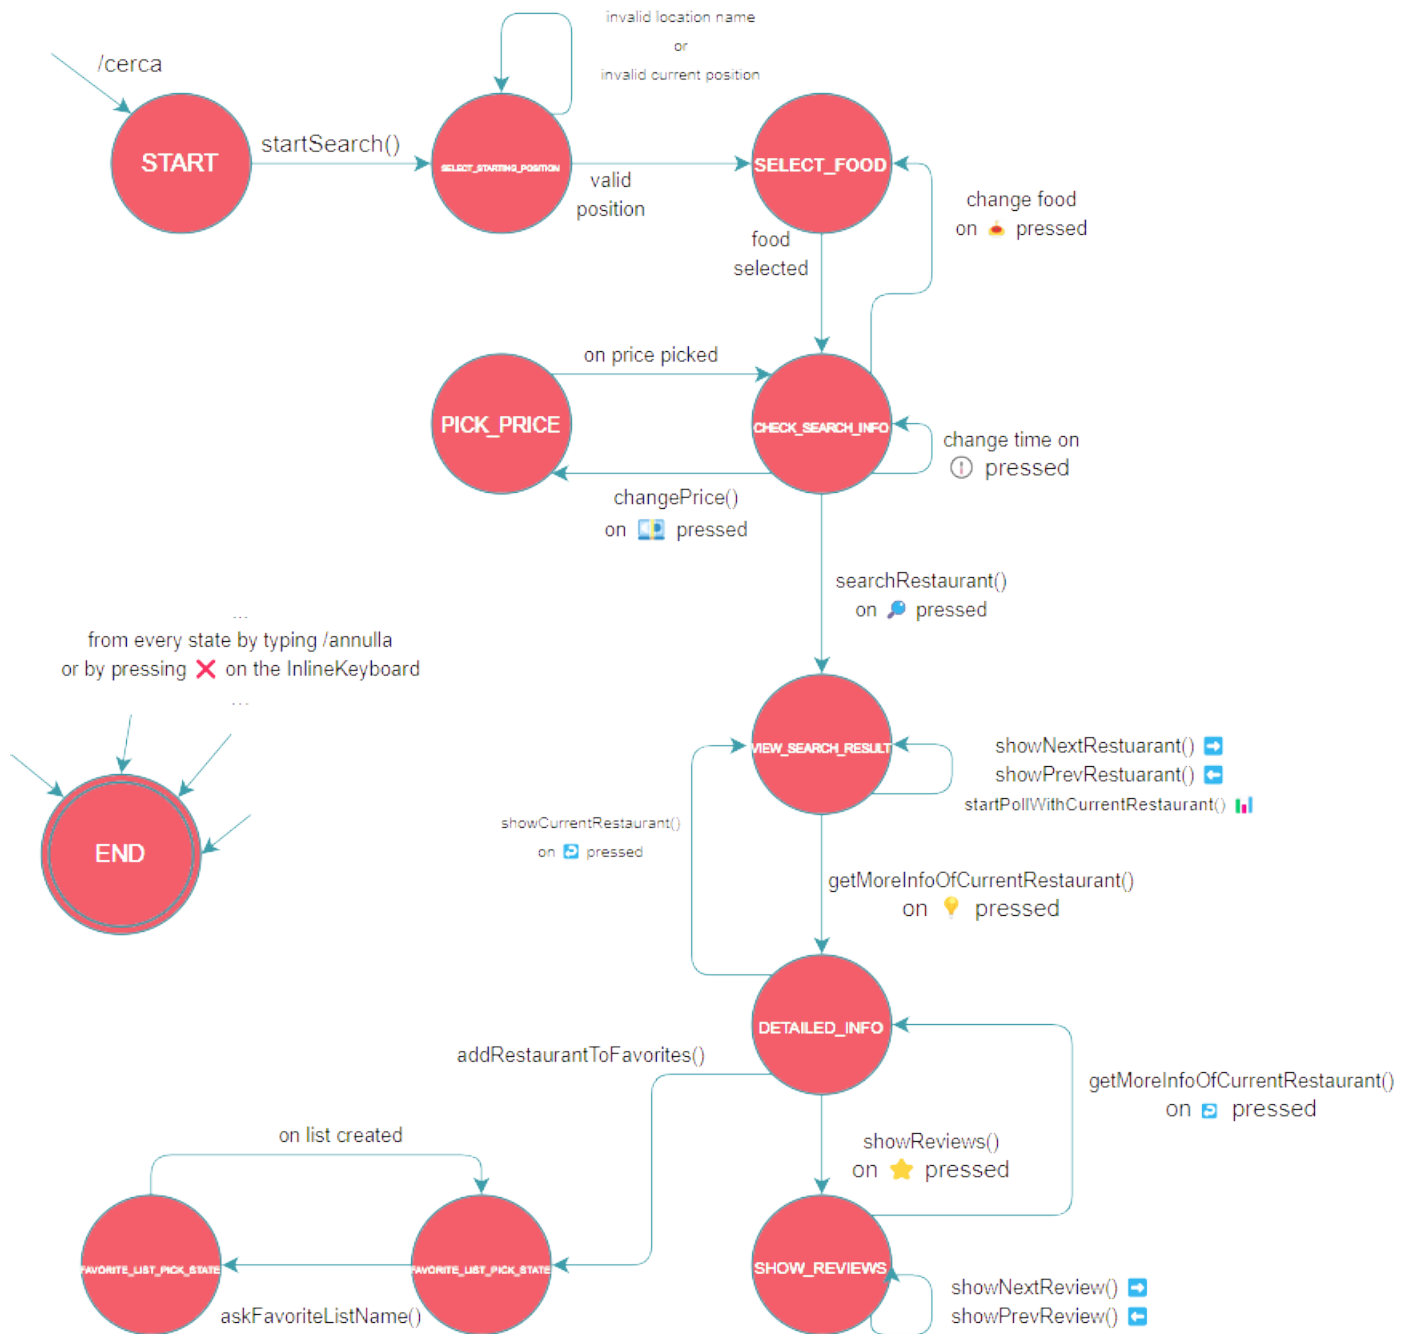 /cerca
invalid location name
or
invalid current position
START
startSearch()
SELECT_STARTING_POSITION
valid
position
SELECT_FOOD
change food
on pressed
food
selected
on price picked
PICK_PRICE
CHECK_SEARCH_INFO
change time on
pressed
changePrice()
on pressed
searchRestaurant()
on pressed
...
from every state by typing /annulla
or by pressing ❌ on the InlineKeyboard
...
VIEW_SEARCH_RESULT
showNextRestuarant() ➡
showPrevRestuarant() ⬅
startPollWithCurrentRestaurant() 📊
showCurrentRestaurant()
on pressed
END
getMoreInfoOfCurrentRestaurant()
on 💡 pressed
DETAILED_INFO
addRestaurantToFavorites()
getMoreInfoOfCurrentRestaurant()
on pressed
on list created
showReviews()
on ⭐ pressed
FAVORITE_LIST_PICK_STATE
FAVORITE_LIST_PICK_STATE
SHOW_REVIEWS
askFavoriteListName()
showNextReview() ➡
showPrevReview() ⬅